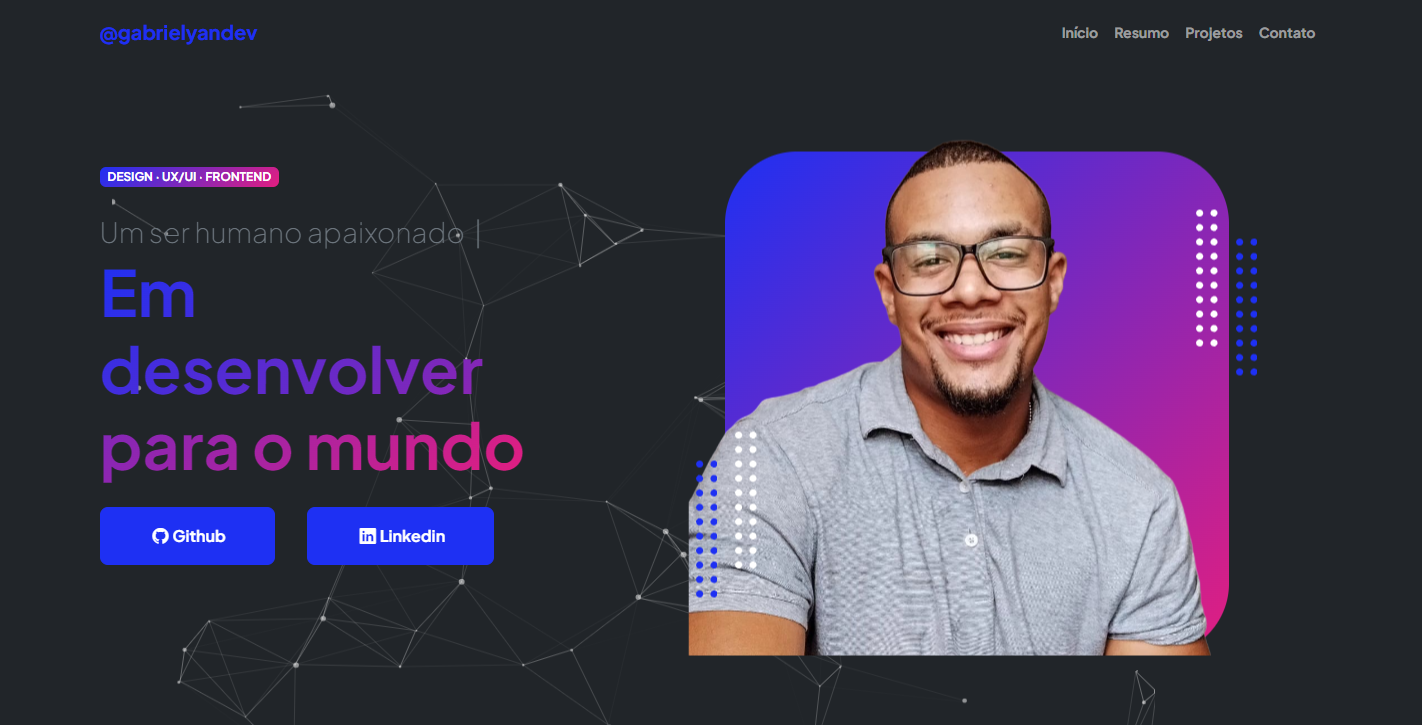 @gabrielyandev
Início Resumo Projetos Contato
DESIGN · UX/UI · FRONTEND
Um ser humano apaixonado |
Em
desenvolver
para o mundo
Github
Linkedin